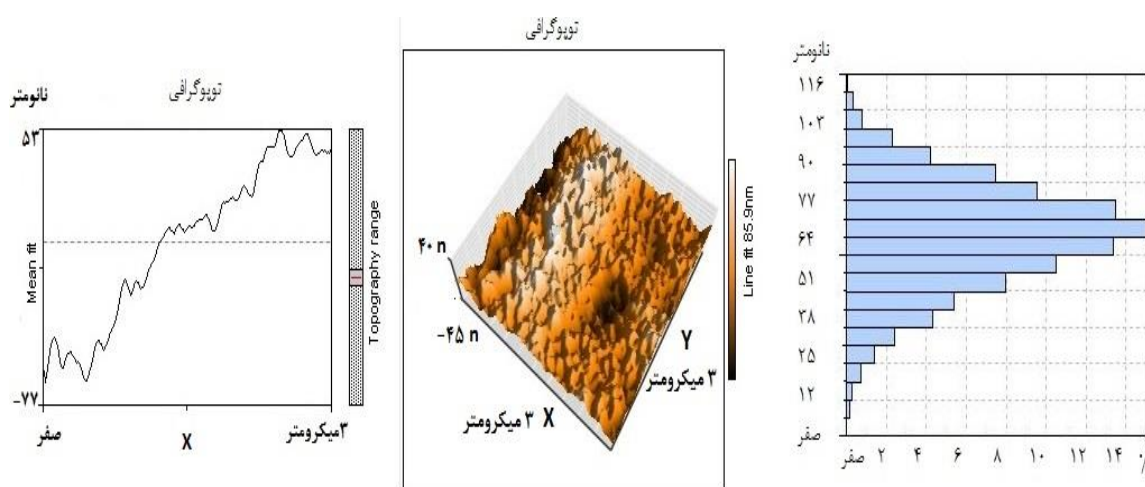 توپوگرافی
نانومتر
۵۳
Mean fit
-۷۷
صفر
X
۳میکرومتر
Topography range
توپوگرافی
۴۰ n
-۴۵ n
X ۳ میکرومتر
Y
۳ میکرومتر
Line fit 85.9nm
نانومتر
۱۱۶
۱۰۳
۹۰
۷۷
۶۴
۵۱
۳۸
۲۵
۱۲
صفر
صفر ۲ ۴ ۶ ۸ ۱۰ ۱۲ ۱۴